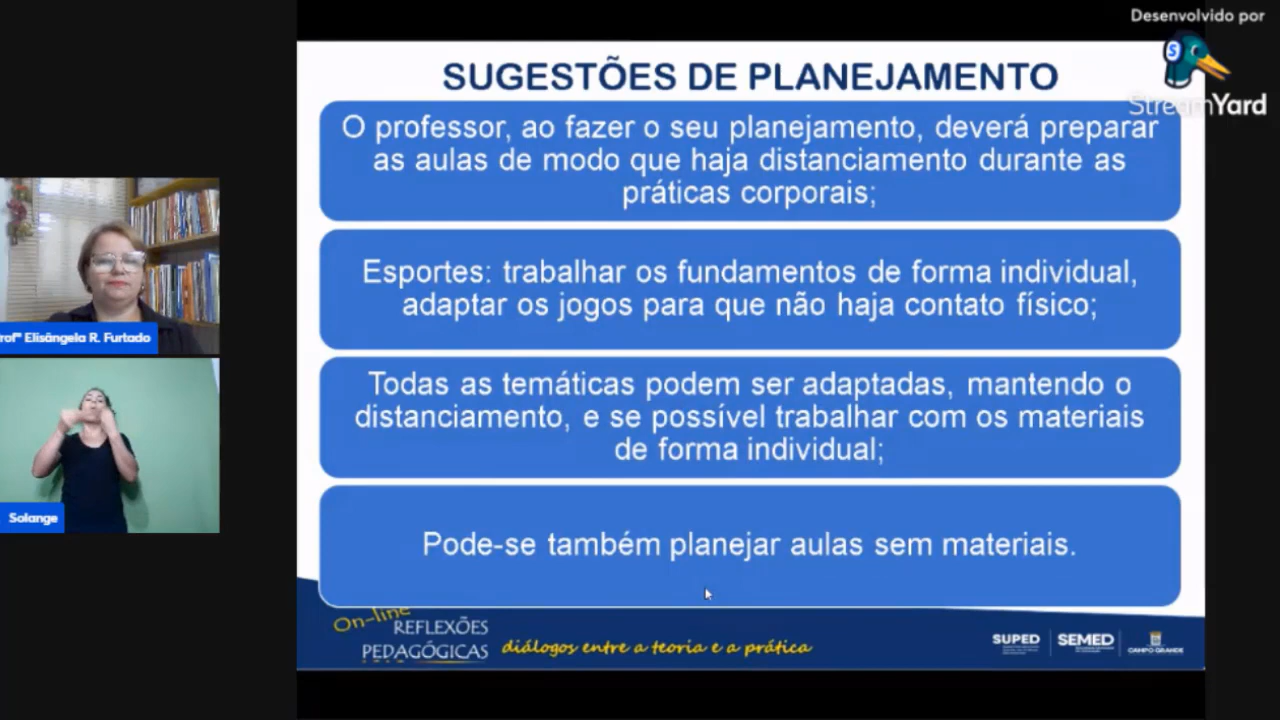 Desenvolvido por
StreamYard
SUGESTÕES DE PLANEJAMENTO
O professor, ao fazer o seu planejamento, deverá preparar
as aulas de modo que haja distanciamento durante as
práticas corporais;
Esportes: trabalhar os fundamentos de forma individual,
adaptar os jogos para que não haja contato físico;
Todas as temáticas podem ser adaptadas, mantendo o
distanciamento, e se possível trabalhar com os materiais
de forma individual;
Pode-se também planejar aulas sem materiais.
rofª Elisângela R. Furtado
Solange
On-line
REFLEXÕES
PEDAGÓGICAS
diálogos entre a teoria e a prática
SUPED
SEMED
CAMPO GRANDE